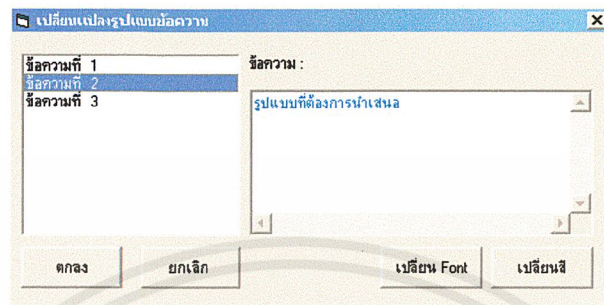 เปลี่ยนแปลงรูปแบบข้อความ
ข้อความที่ 1
ข้อความที่ 2
ข้อความที่ 3
ข้อความ :
รูปแบบที่ต้องการนำเสนอ
ตกลง
ยกเลิก
เปลี่ยน Font
เปลี่ยนสี